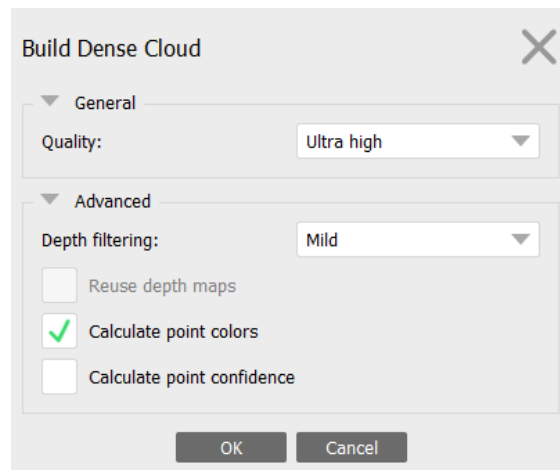 Build Dense Cloud
General
Quality: Ultra high
Advanced
Depth filtering: Mild
Reuse depth maps
Calculate point colors
Calculate point confidence
OK Cancel